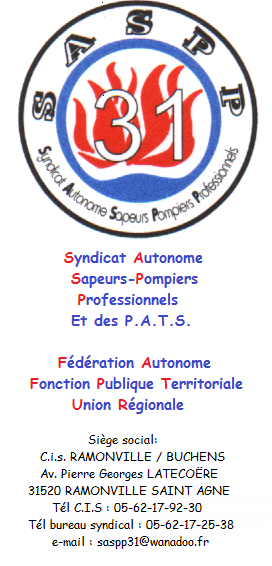 SASPP
31
Syndicat Autonome Sapeurs Pompiers Professionnels
Syndicat Autonome
Sapeurs-Pompiers
Professionnels
Et des P.A.T.S.
Fédération Autonome
Fonction Publique Territoriale
Union Régionale
Siège social:
C.i.s. RAMONVILLE / BUCHENS
Av. Pierre Georges LATECOËRE
31520 RAMONVILLE SAINT AGNE
Tél C.I.S : 05-62-17-92-30
Tél bureau syndical : 05-62-17-25-38
e-mail : saspp31@wanadoo.fr